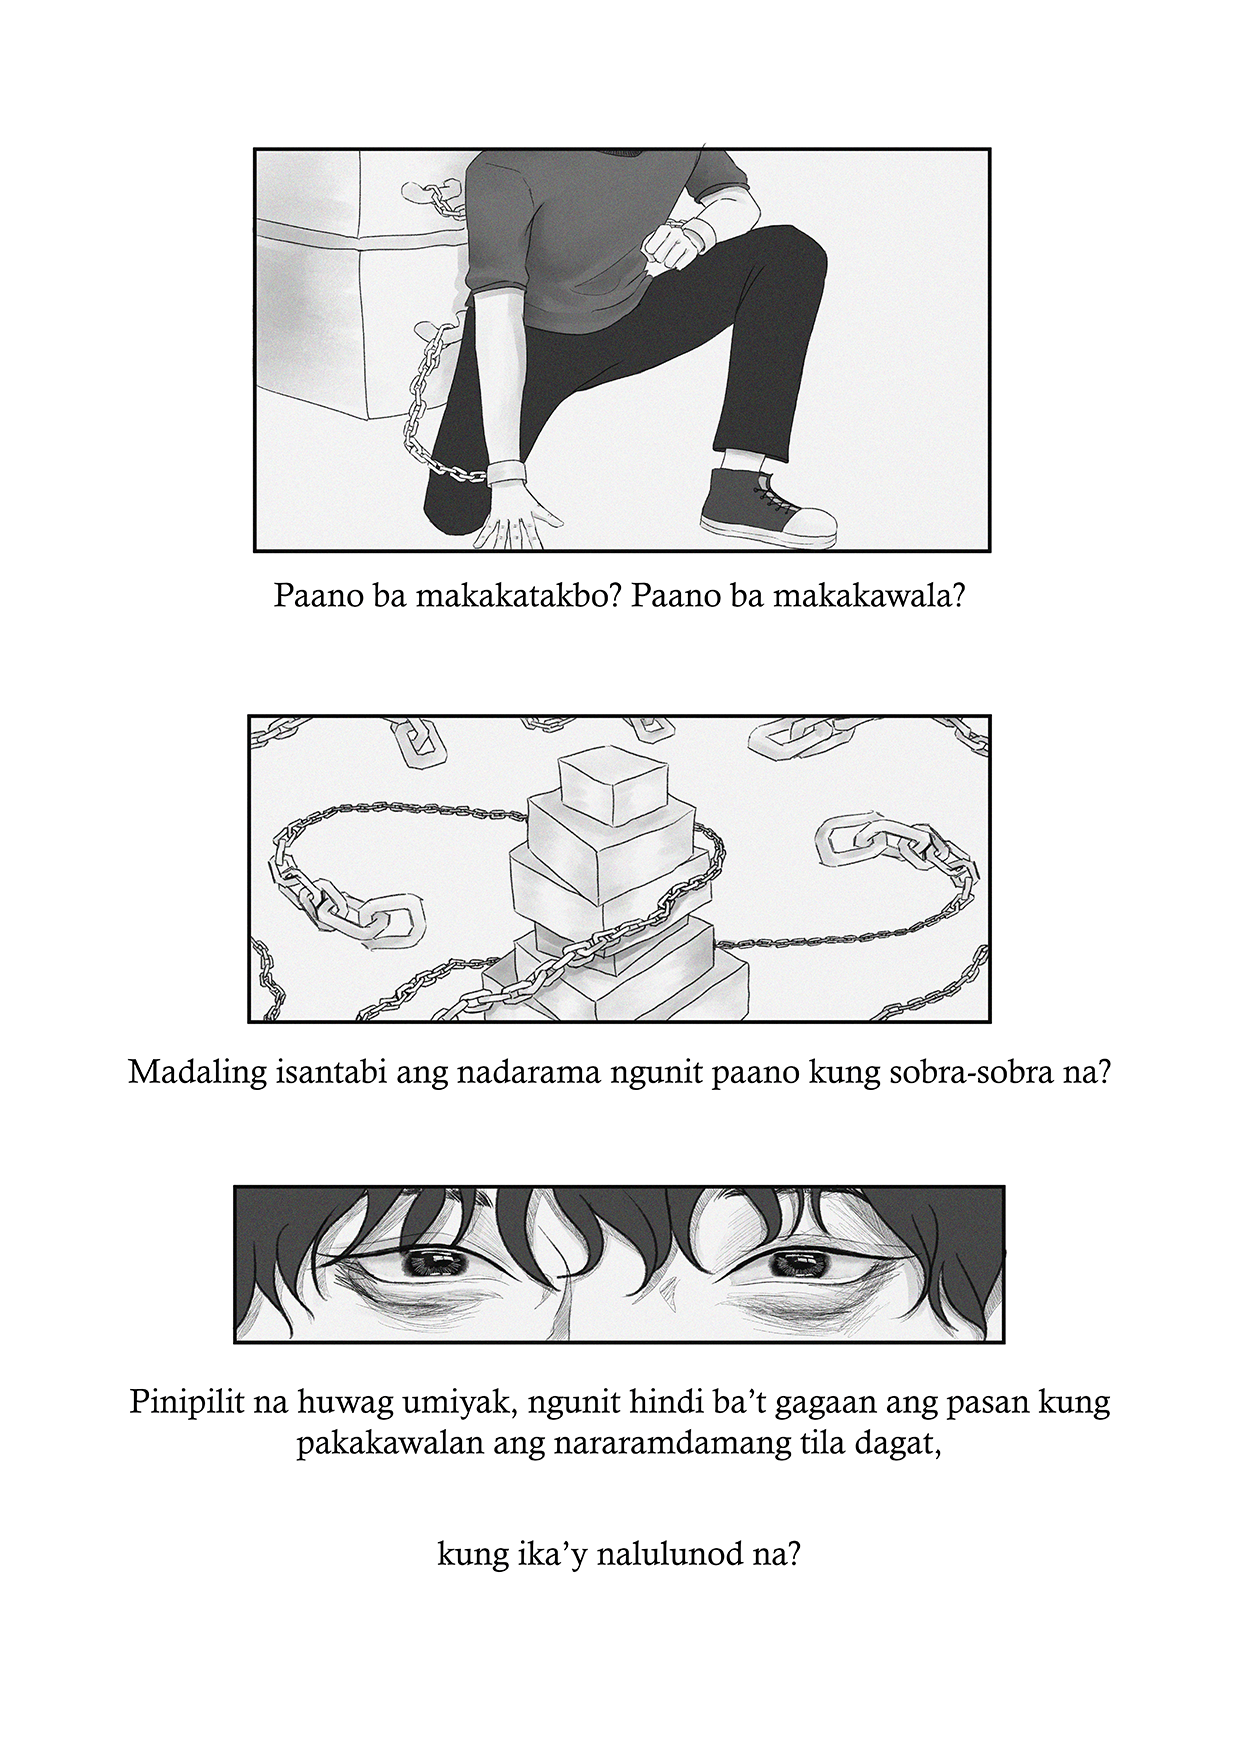 Paano ba makakatakbo? Paano ba makakawala?
Madaling isantabi ang nadarama ngunit paano kung sobra-sobra na?
Pinipilit na huwag umiyak, ngunit hindi ba’t gagaan ang pasan kung
pakakawalan ang nararamdamang tila dagat,
kung ika’y nalulunod na?